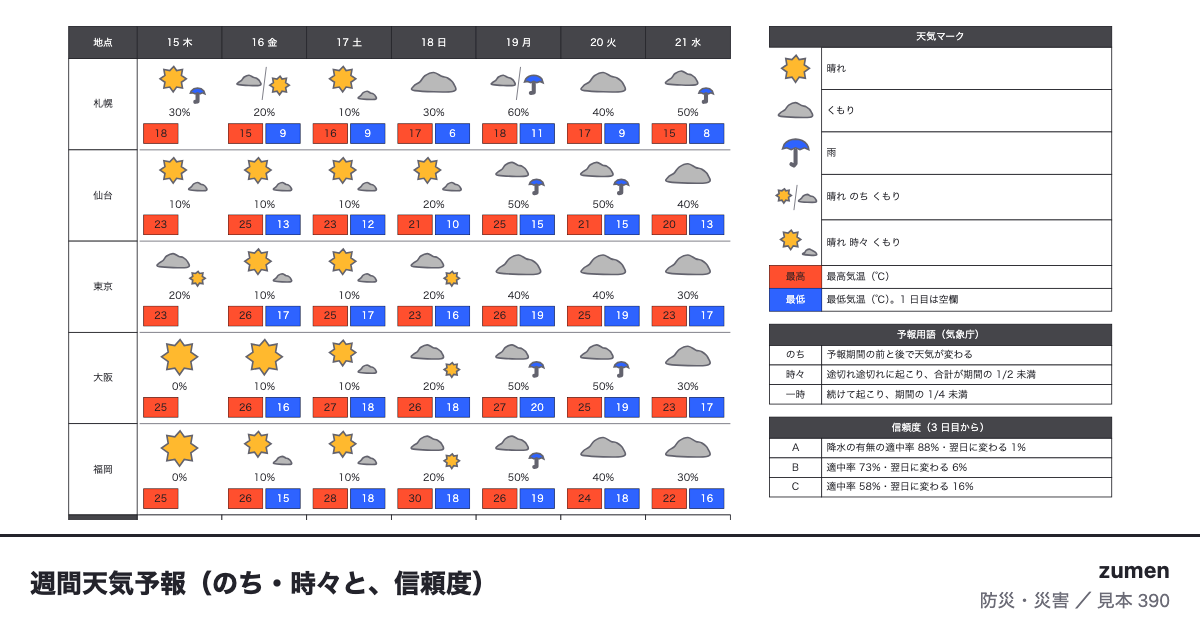 地点 15 木 16 金 17 土 18 日 19 月 20 火 21 水
札幌
30% 20% 10% 30% 60% 40% 50%
18 15 9 16 9 17 6 18 11 17 9 15 8
仙台
10% 10% 10% 20% 50% 50% 40%
23 25 13 23 12 21 10 25 15 21 15 20 13
東京
20% 10% 10% 20% 40% 40% 30%
23 26 17 25 17 23 16 26 19 25 19 23 17
大阪
0% 10% 10% 20% 50% 50% 30%
25 26 16 27 18 26 18 27 20 25 19 23 17
福岡
0% 10% 10% 20% 50% 40% 30%
25 26 15 28 18 30 18 26 19 24 18 22 16
天気マーク
晴れ
くもり
雨
晴れ のち くもり
晴れ 時々 くもり
最高 最高気温（℃）
最低 最低気温（℃）。1 日目は空欄
予報用語（気象庁）
のち 予報期間の前と後で天気が変わる
時々 途切れ途切れに起こり、合計が期間の 1/2 未満
一時 続けて起こり、期間の 1/4 未満
信頼度（3 日目から）
A 降水の有無の適中率 88%・翌日に変わる 1%
B 適中率 73%・翌日に変わる 6%
C 適中率 58%・翌日に変わる 16%
週間天気予報（のち・時々と、信頼度）
zumen
防災・災害 ／ 見本 390